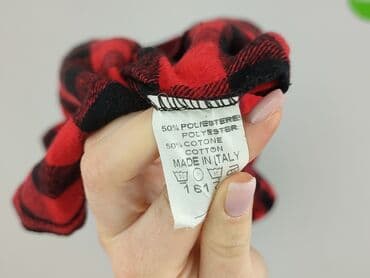 50% POLIESTERE
POLYESTER
50% COTONE
COTTON
MADE IN ITALY